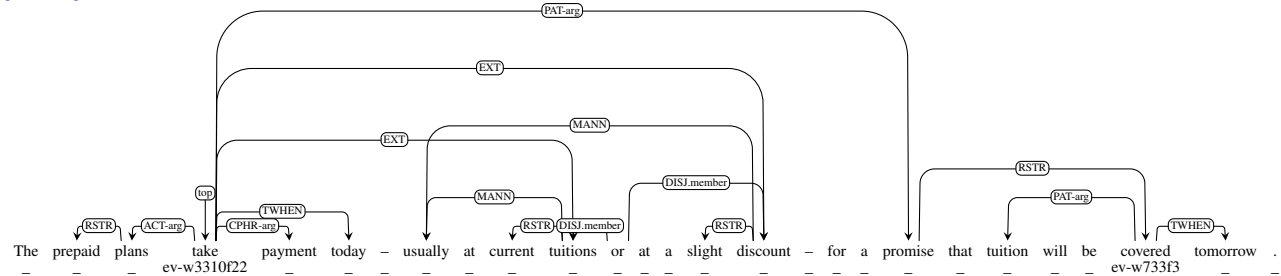 PAT-arg
EXT
MANN
EXT
RSTR
DISJ.member
top
MANN
PAT-arg
TWHEN
RSTR ACT-arg CPHR-arg RSTR DISJ.member RSTR TWHEN
The prepaid plans take payment today – usually at current tuitions or at a slight discount – for a promise that tuition will be covered tomorrow .
ev-w3310f22 ev-w733f3